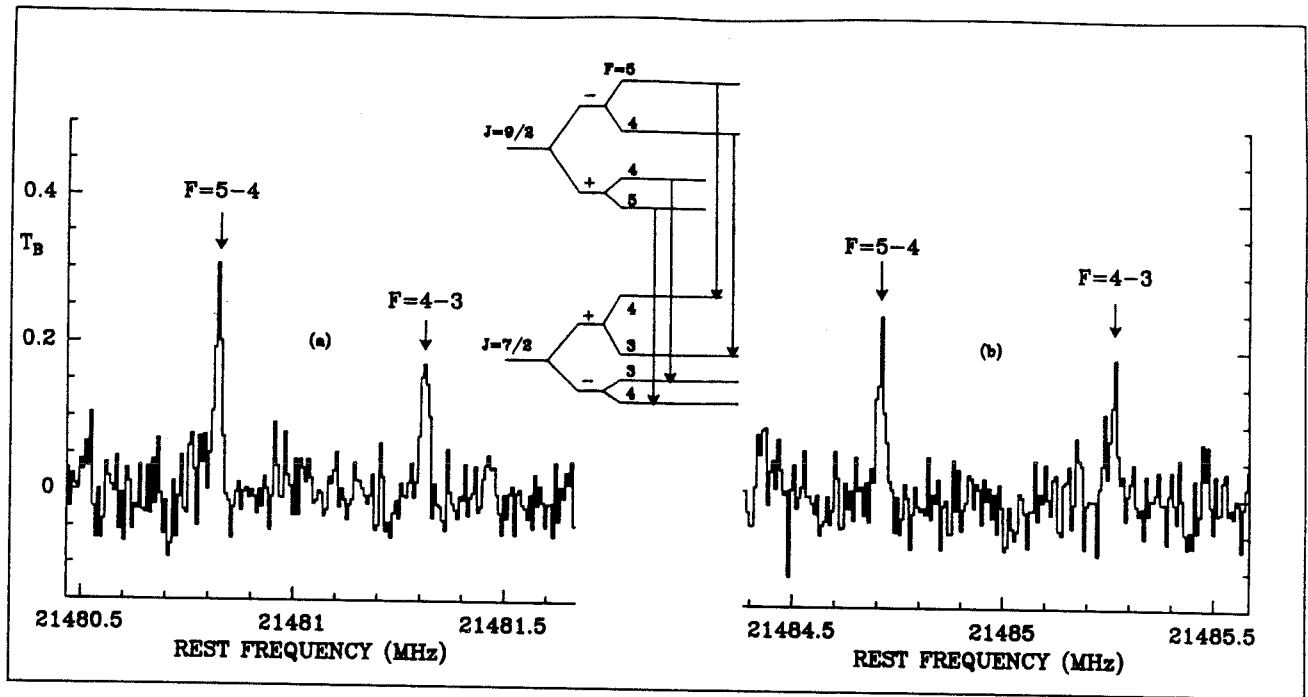 0.4
0.2
0
T_B
F=5-4
F=4-3
(a)
21480.5 21481 21481.5
REST FREQUENCY (MHz)
J=9/2
-
F=5
4
+
4
5
J=7/2
+
4
3
-
3
4
F=5-4
F=4-3
(b)
21484.5 21485 21485.5
REST FREQUENCY (MHz)